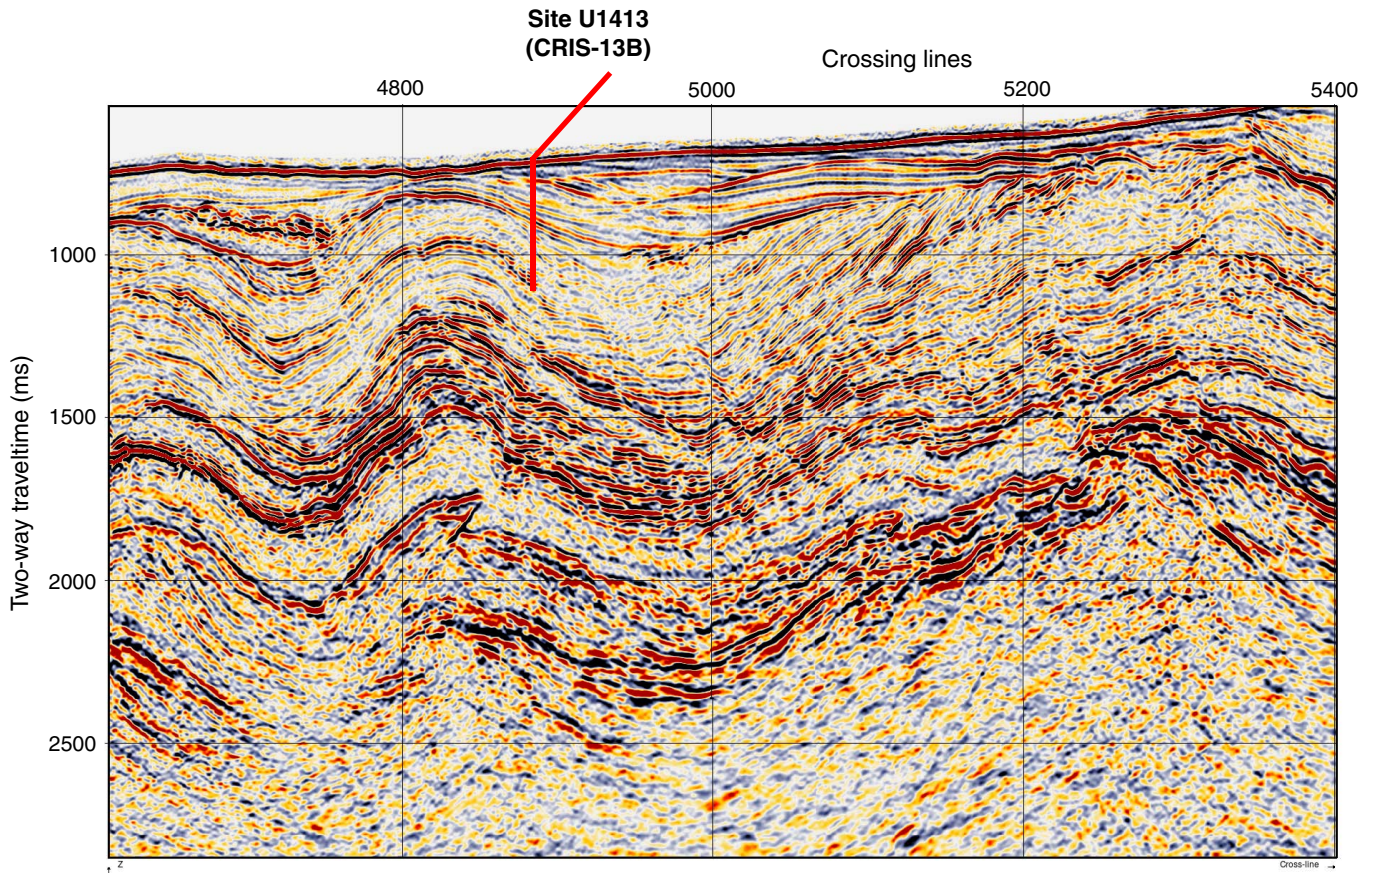 Site U1413
(CRIS-13B)
Crossing lines
4800
5000
5200
5400
Two-way traveltime (ms)
1000
1500
2000
2500
Z
Cross-line